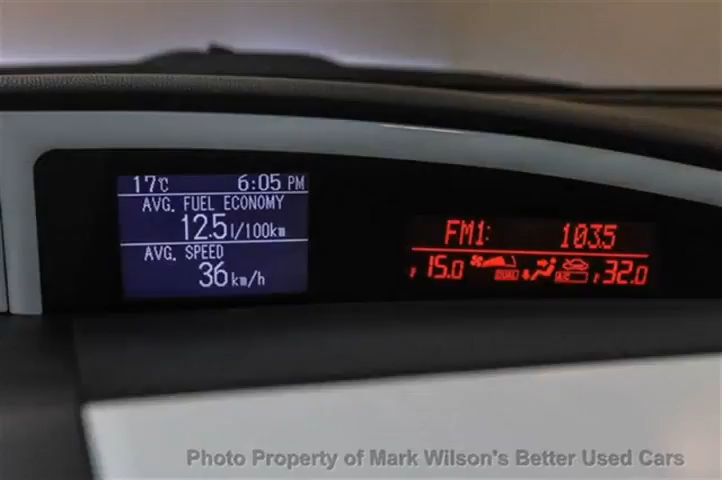 17℃ 6:05 PM
AVG. FUEL ECONOMY
12.5 l/100km
AVG. SPEED
36 km/h
FM1: 103.5
15.0 DUAL A/C 32.0
Photo Property of Mark Wilson's Better Used Cars